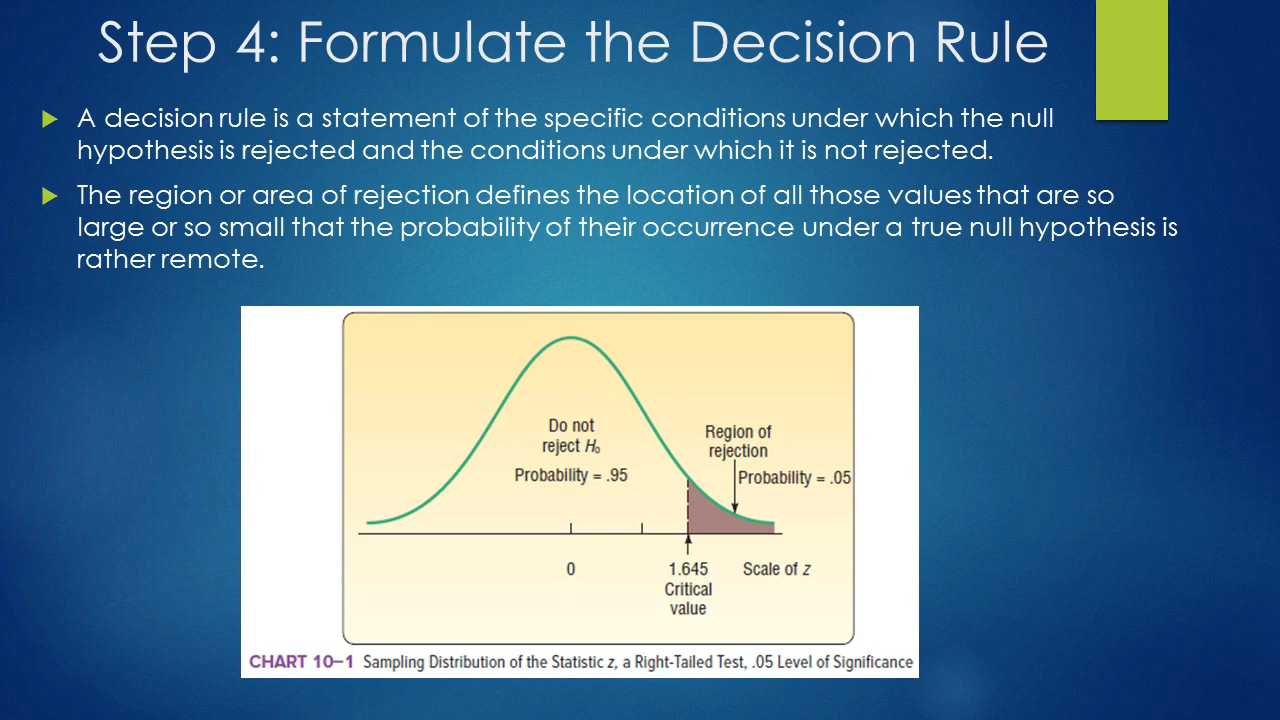 Step 4: Formulate the Decision Rule
A decision rule is a statement of the specific conditions under which the null
hypothesis is rejected and the conditions under which it is not rejected.
The region or area of rejection defines the location of all those values that are so
large or so small that the probability of their occurrence under a true null hypothesis is
rather remote.
Do not
reject H₀
Probability = .95
Region of
rejection
Probability = .05
0
1.645
Critical
value
Scale of z
CHART 10–1 Sampling Distribution of the Statistic z, a Right-Tailed Test, .05 Level of Significance